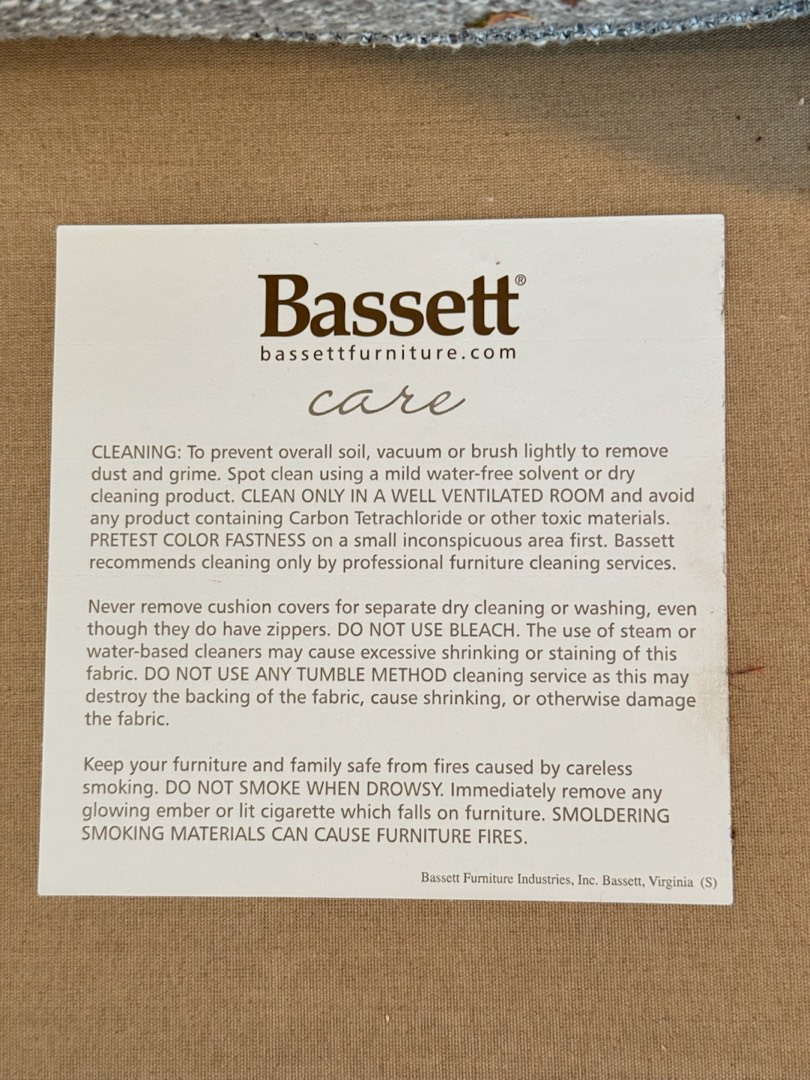 Bassett®
bassettfurniture.com
care
CLEANING: To prevent overall soil, vacuum or brush lightly to remove
dust and grime. Spot clean using a mild water-free solvent or dry
cleaning product. CLEAN ONLY IN A WELL VENTILATED ROOM and avoid
any product containing Carbon Tetrachloride or other toxic materials.
PRETEST COLOR FASTNESS on a small inconspicuous area first. Bassett
recommends cleaning only by professional furniture cleaning services.
Never remove cushion covers for separate dry cleaning or washing, even
though they do have zippers. DO NOT USE BLEACH. The use of steam or
water-based cleaners may cause excessive shrinking or staining of this
fabric. DO NOT USE ANY TUMBLE METHOD cleaning service as this may
destroy the backing of the fabric, cause shrinking, or otherwise damage
the fabric.
Keep your furniture and family safe from fires caused by careless
smoking. DO NOT SMOKE WHEN DROWSY. Immediately remove any
glowing ember or lit cigarette which falls on furniture. SMOLDERING
SMOKING MATERIALS CAN CAUSE FURNITURE FIRES.
Bassett Furniture Industries, Inc. Bassett, Virginia (S)